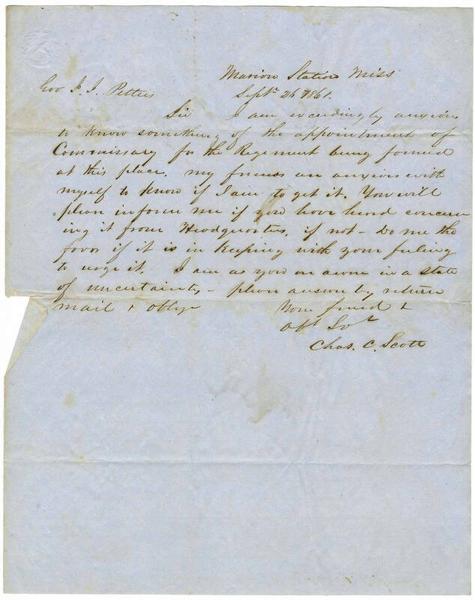 Marion Station Miss
Sept. 26 1861.
Gov J. J. Pettus
Sir I am exceedingly anxious
to know something of the appointment of
Commissary for the Regiment being formed
at this place, my friends are anxious with
myself to know if I am to get it. You will
please inform me if you have heard concern
ing it from Headquarters, if not - Do me the
favor if it is in keeping with your feeling
to urge it. I am as you are aware in a state
of uncertainty - please answer by return
mail & oblige
Your friend &
Obt Svt
Chas. C. Scott